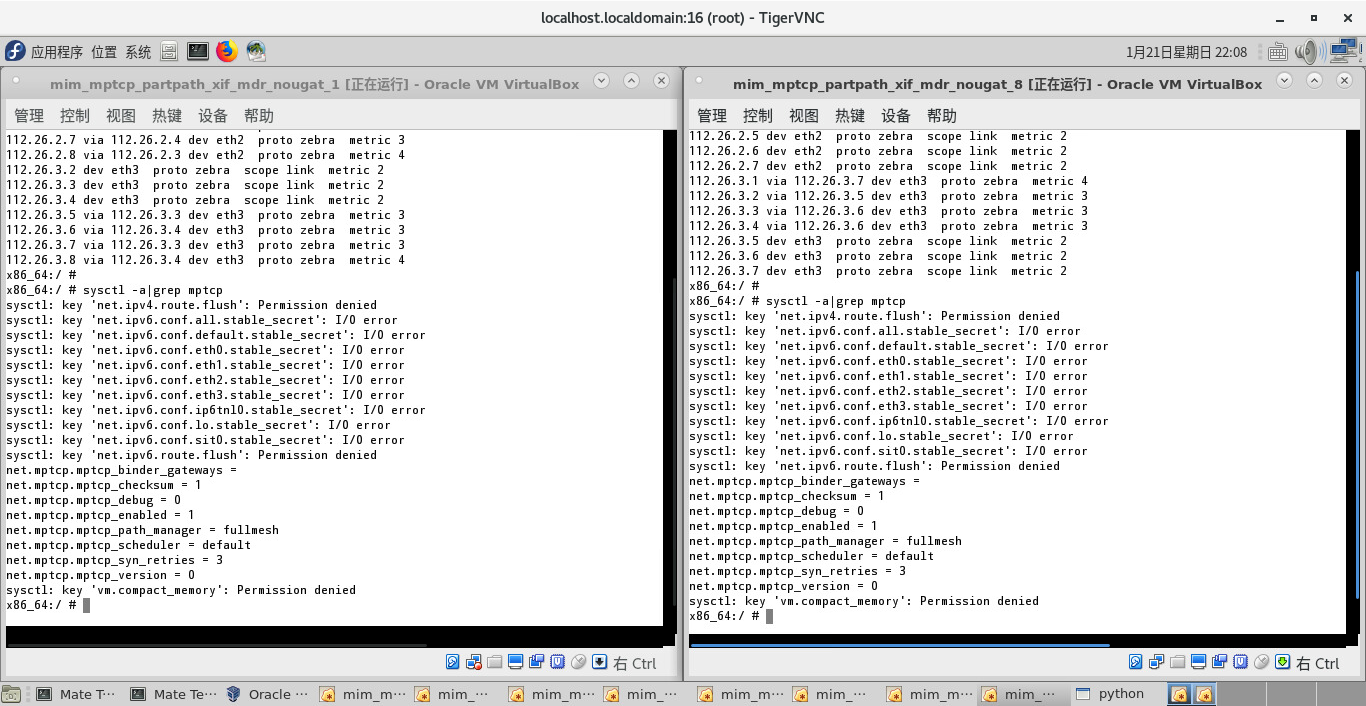 localhost.localdomain:16 (root) - TigerVNC
应用程序 位置 系统
1月21日星期日 22:08
mim_mptcp_partpath_xif_mdr_nougat_1 [正在运行] - Oracle VM VirtualBox
管理 控制 视图 热键 设备 帮助
112.26.2.7 via 112.26.2.4 dev eth2  proto zebra  metric 3
112.26.2.8 via 112.26.2.3 dev eth2  proto zebra  metric 4
112.26.3.2 dev eth3  proto zebra  scope link  metric 2
112.26.3.3 dev eth3  proto zebra  scope link  metric 2
112.26.3.4 dev eth3  proto zebra  scope link  metric 2
112.26.3.5 via 112.26.3.3 dev eth3  proto zebra  metric 3
112.26.3.6 via 112.26.3.4 dev eth3  proto zebra  metric 3
112.26.3.7 via 112.26.3.3 dev eth3  proto zebra  metric 3
112.26.3.8 via 112.26.3.4 dev eth3  proto zebra  metric 4
x86_64:/ #
x86_64:/ # sysctl -a|grep mptcp
sysctl: key 'net.ipv4.route.flush': Permission denied
sysctl: key 'net.ipv6.conf.all.stable_secret': I/O error
sysctl: key 'net.ipv6.conf.default.stable_secret': I/O error
sysctl: key 'net.ipv6.conf.eth0.stable_secret': I/O error
sysctl: key 'net.ipv6.conf.eth1.stable_secret': I/O error
sysctl: key 'net.ipv6.conf.eth2.stable_secret': I/O error
sysctl: key 'net.ipv6.conf.eth3.stable_secret': I/O error
sysctl: key 'net.ipv6.conf.ip6tnl0.stable_secret': I/O error
sysctl: key 'net.ipv6.conf.lo.stable_secret': I/O error
sysctl: key 'net.ipv6.conf.sit0.stable_secret': I/O error
sysctl: key 'net.ipv6.route.flush': Permission denied
net.mptcp.mptcp_binder_gateways =
net.mptcp.mptcp_checksum = 1
net.mptcp.mptcp_debug = 0
net.mptcp.mptcp_enabled = 1
net.mptcp.mptcp_path_manager = fullmesh
net.mptcp.mptcp_scheduler = default
net.mptcp.mptcp_syn_retries = 3
net.mptcp.mptcp_version = 0
sysctl: key 'vm.compact_memory': Permission denied
x86_64:/ #
右 Ctrl
mim_mptcp_partpath_xif_mdr_nougat_8 [正在运行] - Oracle VM VirtualBox
管理 控制 视图 热键 设备 帮助
112.26.2.5 dev eth2  proto zebra  scope link  metric 2
112.26.2.6 dev eth2  proto zebra  scope link  metric 2
112.26.2.7 dev eth2  proto zebra  scope link  metric 2
112.26.3.1 via 112.26.3.7 dev eth3  proto zebra  metric 4
112.26.3.2 via 112.26.3.5 dev eth3  proto zebra  metric 3
112.26.3.3 via 112.26.3.6 dev eth3  proto zebra  metric 3
112.26.3.4 via 112.26.3.6 dev eth3  proto zebra  metric 3
112.26.3.5 dev eth3  proto zebra  scope link  metric 2
112.26.3.6 dev eth3  proto zebra  scope link  metric 2
112.26.3.7 dev eth3  proto zebra  scope link  metric 2
x86_64:/ #
x86_64:/ # sysctl -a|grep mptcp
sysctl: key 'net.ipv4.route.flush': Permission denied
sysctl: key 'net.ipv6.conf.all.stable_secret': I/O error
sysctl: key 'net.ipv6.conf.default.stable_secret': I/O error
sysctl: key 'net.ipv6.conf.eth0.stable_secret': I/O error
sysctl: key 'net.ipv6.conf.eth1.stable_secret': I/O error
sysctl: key 'net.ipv6.conf.eth2.stable_secret': I/O error
sysctl: key 'net.ipv6.conf.eth3.stable_secret': I/O error
sysctl: key 'net.ipv6.conf.ip6tnl0.stable_secret': I/O error
sysctl: key 'net.ipv6.conf.lo.stable_secret': I/O error
sysctl: key 'net.ipv6.conf.sit0.stable_secret': I/O error
sysctl: key 'net.ipv6.route.flush': Permission denied
net.mptcp.mptcp_binder_gateways =
net.mptcp.mptcp_checksum = 1
net.mptcp.mptcp_debug = 0
net.mptcp.mptcp_enabled = 1
net.mptcp.mptcp_path_manager = fullmesh
net.mptcp.mptcp_scheduler = default
net.mptcp.mptcp_syn_retries = 3
net.mptcp.mptcp_version = 0
sysctl: key 'vm.compact_memory': Permission denied
x86_64:/ #
右 Ctrl
Mate T··· Mate Te··· Oracle ··· mim_m··· mim_··· mim_m··· mim_··· mim_m··· mim_··· mim_m··· mim_··· python